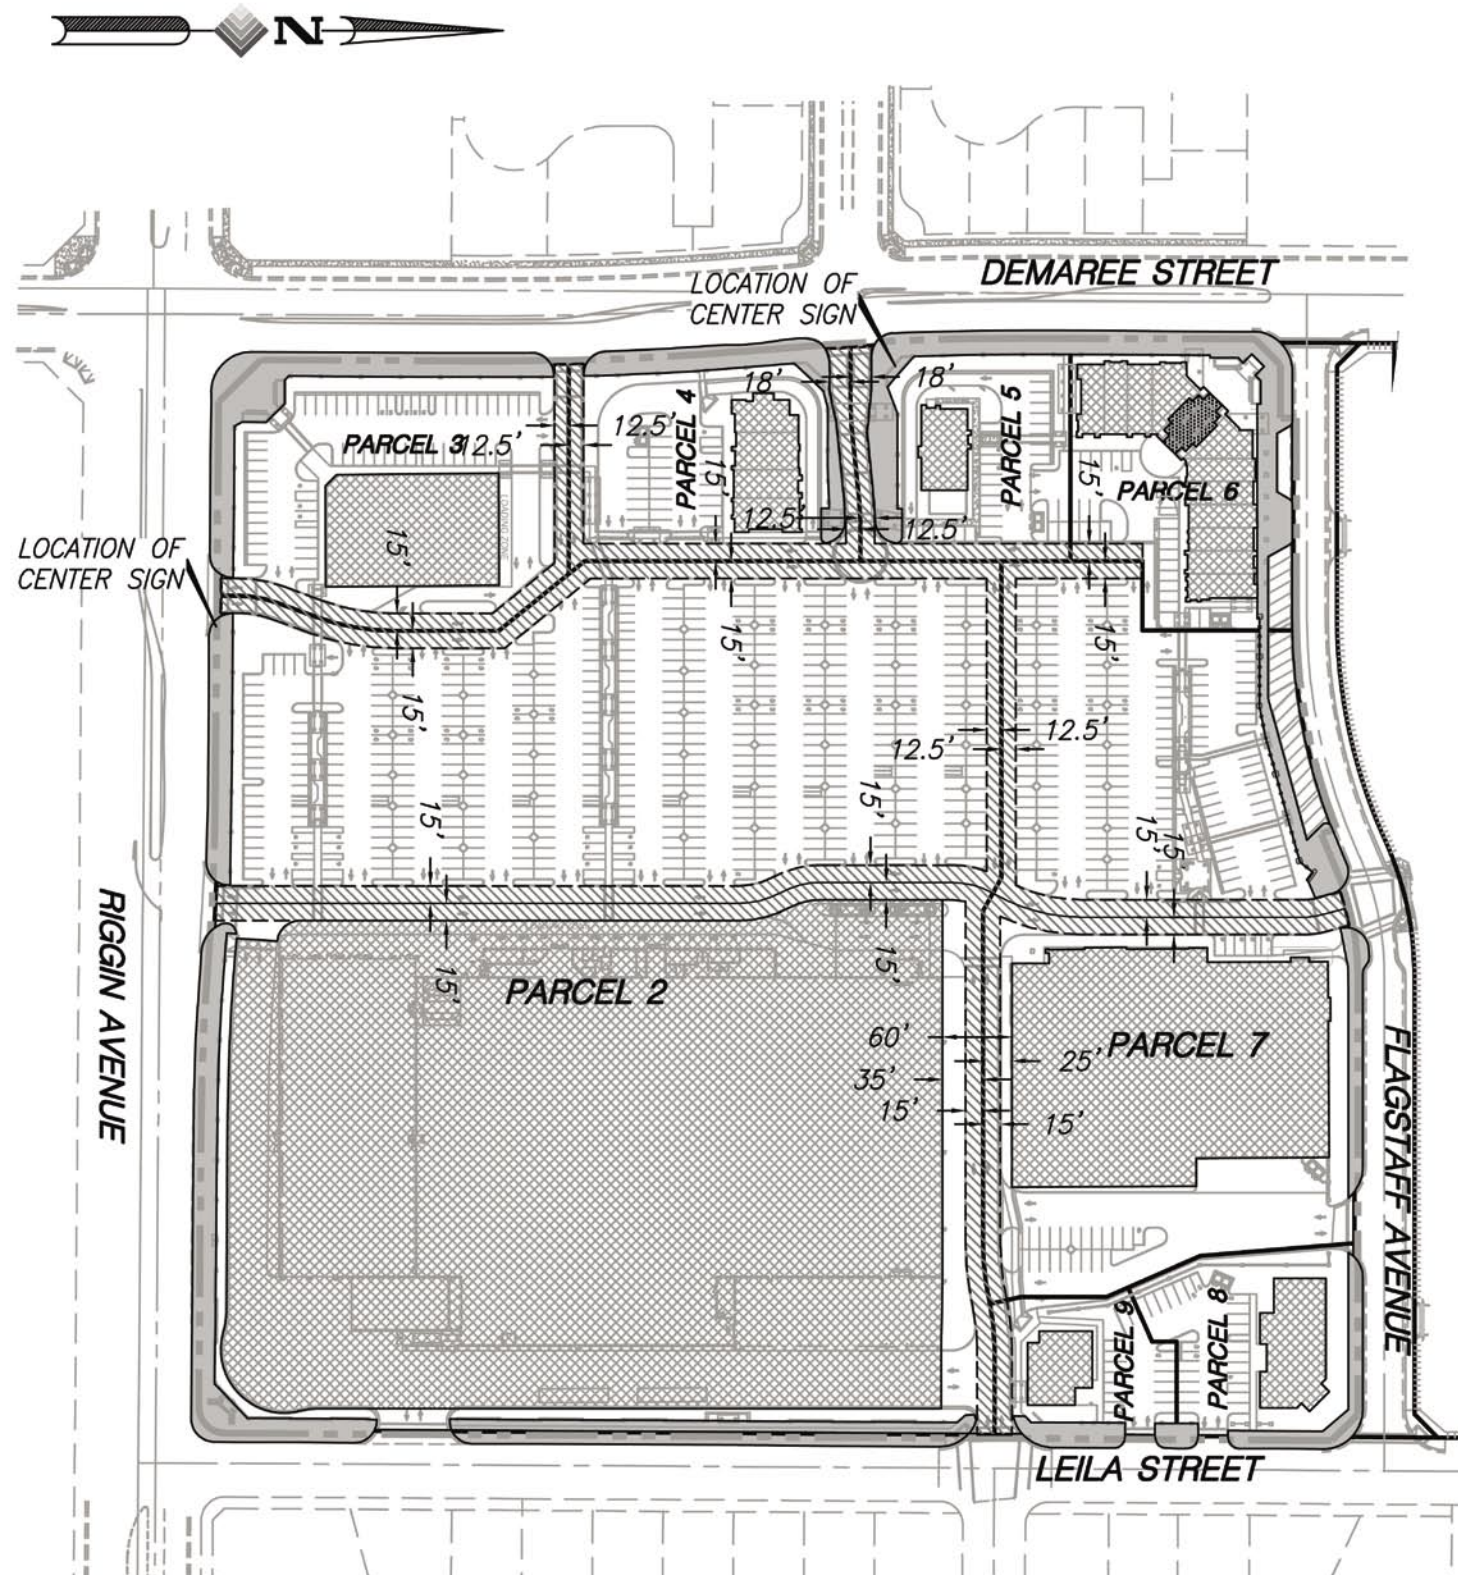 N
DEMAREE STREET
LOCATION OF
CENTER SIGN
18'
18'
PARCEL 3
12.5'
12.5'
PARCEL 4
15'
PARCEL 5
15'
PARCEL 6
12.5'
12.5'
LOADING ZONE
15'
LOCATION OF
CENTER SIGN
15'
15'
15'
12.5'
12.5'
15'
15'
15'
15'
RIGGIN AVENUE
15'
15'
PARCEL 2
60'
25'
PARCEL 7
35'
15'
15'
FLAGSTAFF AVENUE
PARCEL 9
PARCEL 8
LEILA STREET